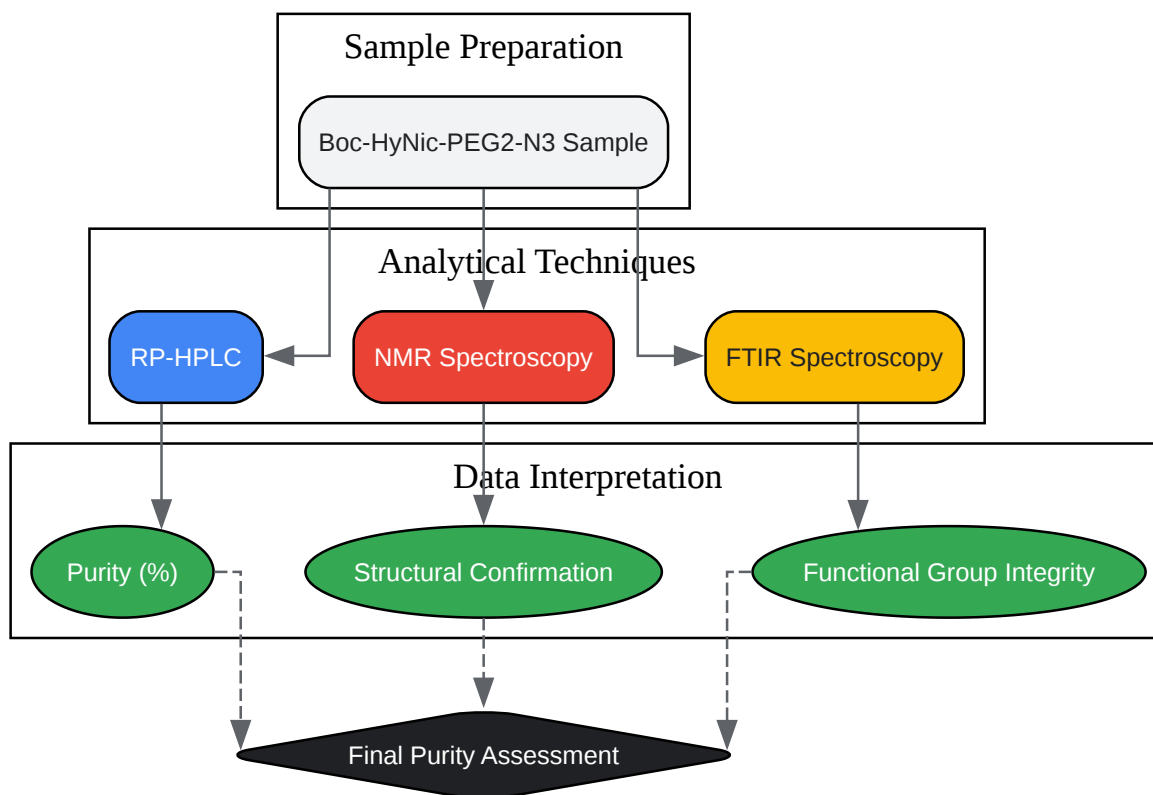 Sample Preparation
Boc-HyNic-PEG2-N3 Sample
Analytical Techniques
RP-HPLC
NMR Spectroscopy
FTIR Spectroscopy
Data Interpretation
Purity (%)
Structural Confirmation
Functional Group Integrity
Final Purity Assessment